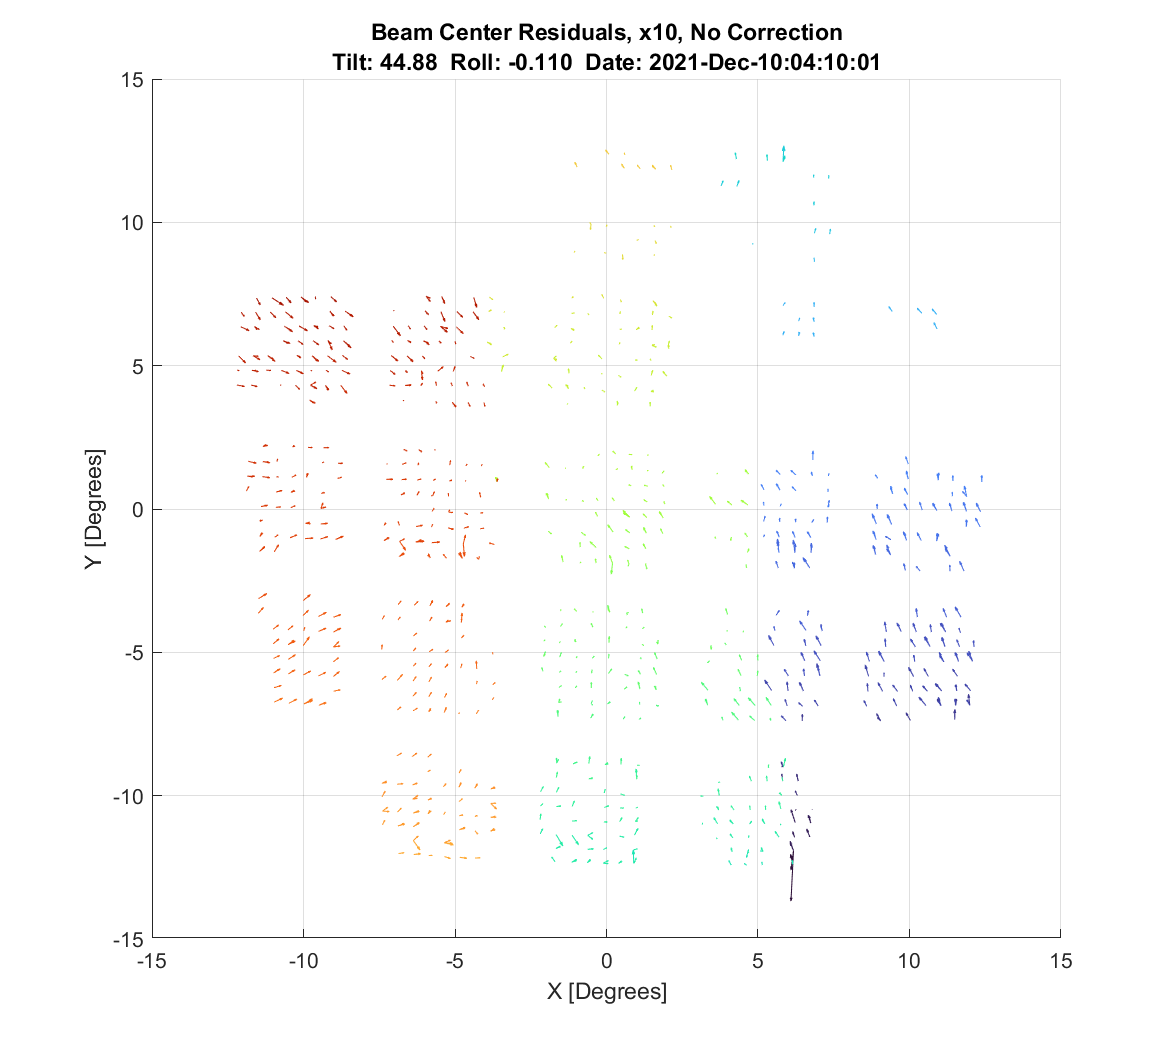 Beam Center Residuals, x10, No Correction
Tilt: 44.88 Roll: -0.110 Date: 2021-Dec-10:04:10:01
15
10
5
0
-5
-10
-15
Y [Degrees]
-15 -10 -5 0 5 10 15
X [Degrees]